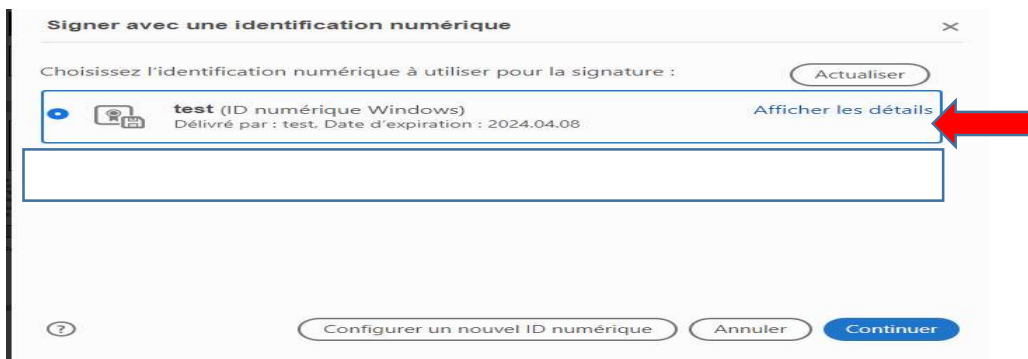 Signer avec une identification numérique
Choisissez l'identification numérique à utiliser pour la signature :
Actualiser
test (ID numérique Windows)
Afficher les détails
Délivré par : test, Date d'expiration : 2024.04.08
Configurer un nouvel ID numérique
Annuler
Continuer